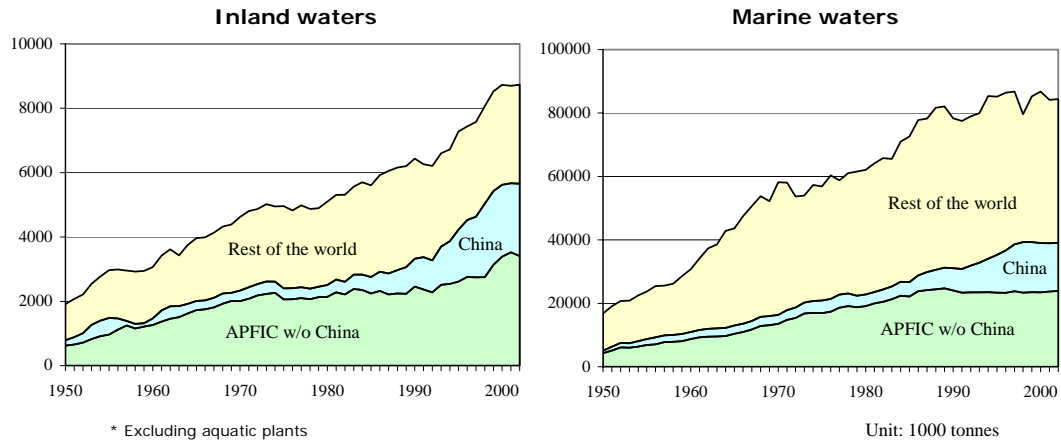 Inland waters
10000
8000
6000
4000
2000
0
Rest of the world
China
APFIC w/o China
1950 1960 1970 1980 1990 2000
* Excluding aquatic plants
Marine waters
100000
80000
60000
40000
20000
0
Rest of the world
China
APFIC w/o China
1950 1960 1970 1980 1990 2000
Unit: 1000 tonnes